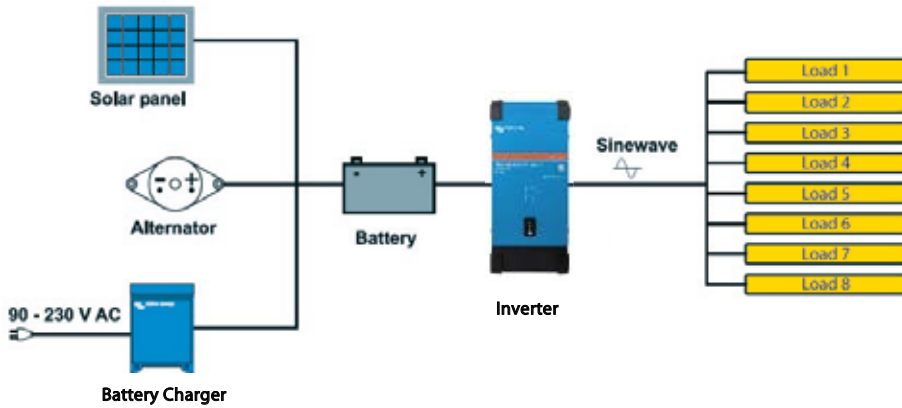 Solar panel
Alternator
90 - 230 V AC
Battery Charger
- +
Battery
Inverter
Sinewave
Load 1
Load 2
Load 3
Load 4
Load 5
Load 6
Load 7
Load 8